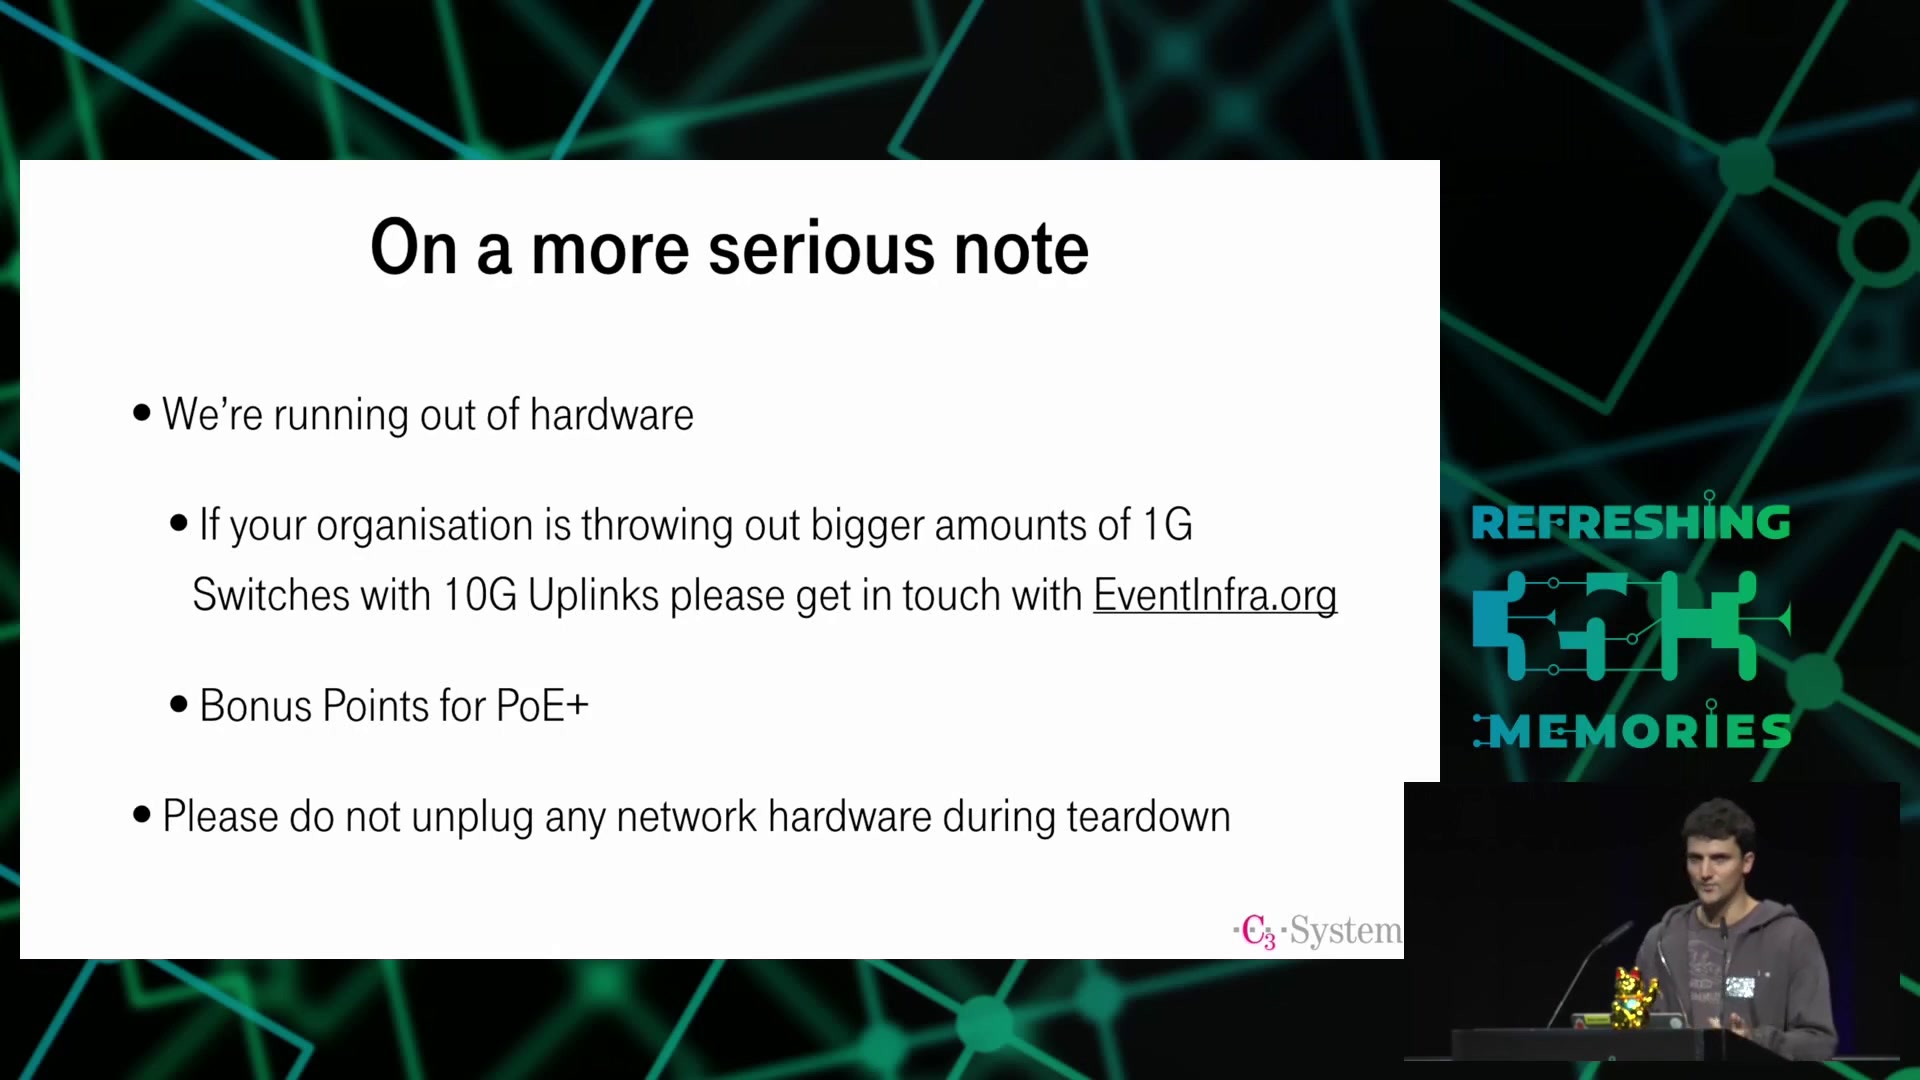 On a more serious note
• We're running out of hardware
• If your organisation is throwing out bigger amounts of 1G
Switches with 10G Uplinks please get in touch with EventInfra.org
• Bonus Points for PoE+
• Please do not unplug any network hardware during teardown
C3 System
REFRESHING
MEMORIES